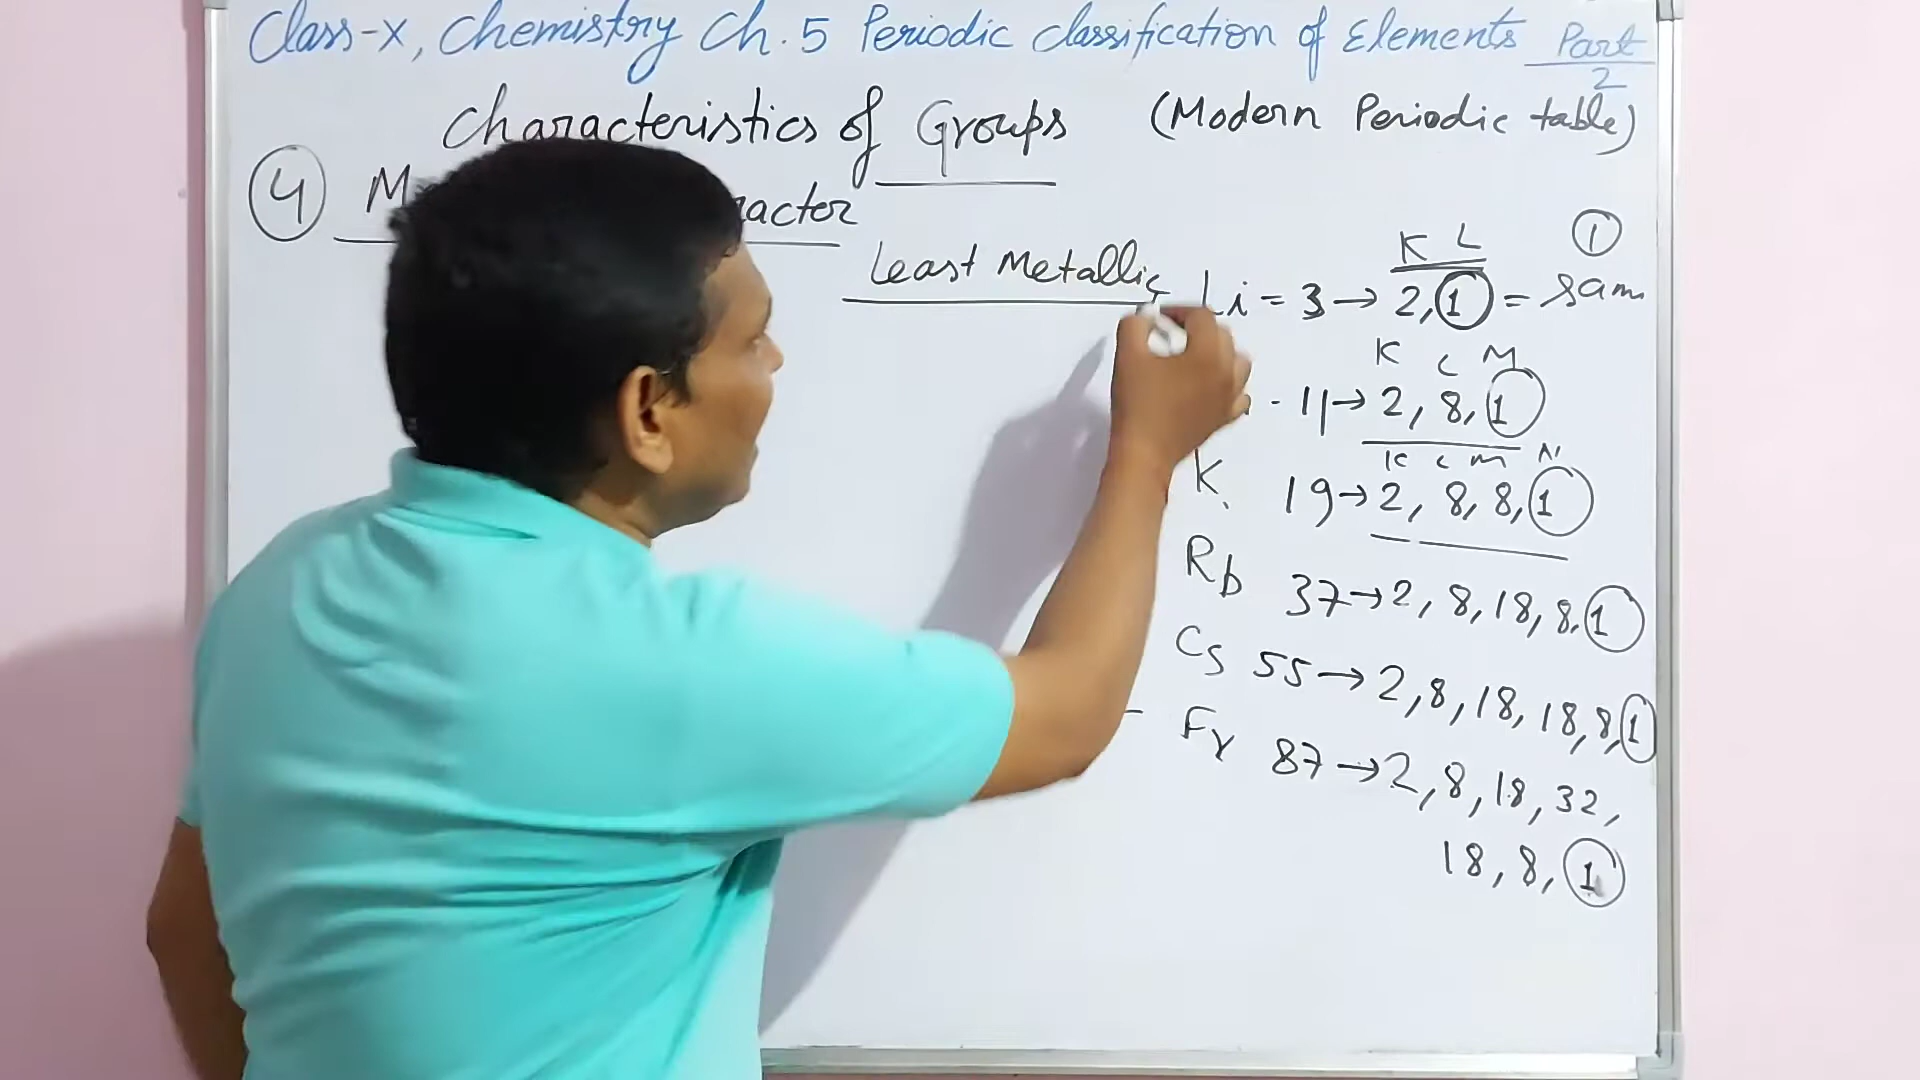 Class-X, Chemistry Ch. 5 Periodic classification of Elements Part 2
Characteristics of Groups (Modern Periodic table)
4
K L 1
Least Metallic Li = 3 → 2, 1 = sam
K L M
- 11 → 2, 8, 1
K L M N
K. 19 → 2, 8, 8, 1
Rb 37 → 2, 8, 18, 8, 1
Cs 55 → 2, 8, 18, 18, 8, 1
Fr 87 → 2, 8, 18, 32,
18, 8, 1